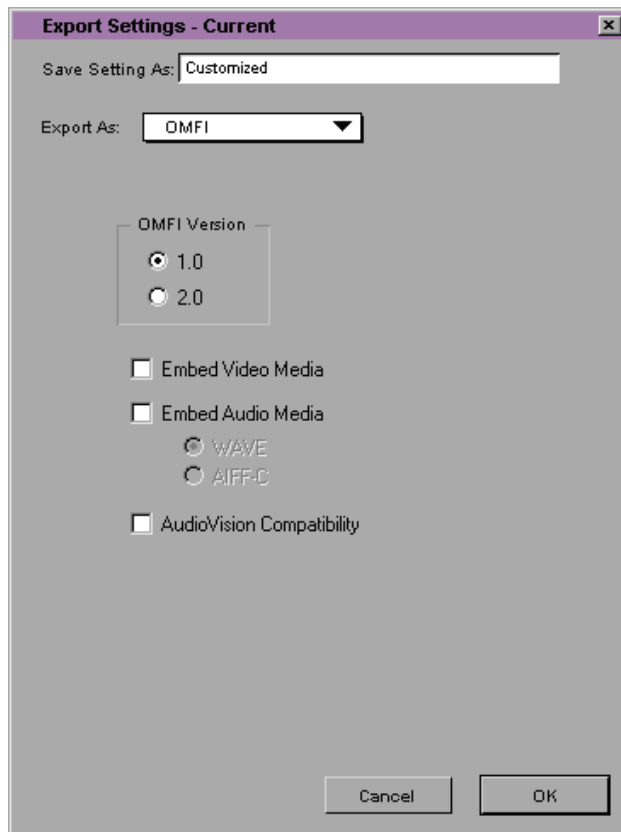 Export Settings - Current
Save Setting As: Customized
Export As: OMFI
OMFI Version
1.0
2.0
Embed Video Media
Embed Audio Media
WAVE
AIFF-C
AudioVision Compatibility
Cancel OK